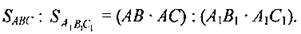 S_{ABC} : S_{A_1B_1C_1} = (AB · AC) : (A_1B_1 · A_1C_1).